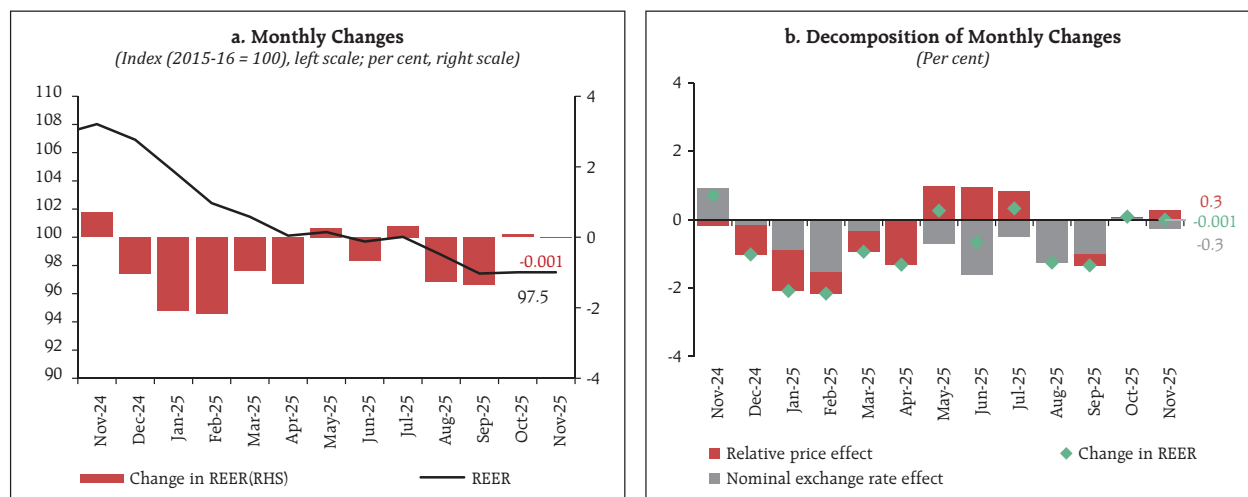 a. Monthly Changes
(Index (2015-16 = 100), left scale; per cent, right scale)
110
108
106
104
102
100
98
96
94
92
90
4
2
0
-2
-4
-0.001
97.5
Nov-24
Dec-24
Jan-25
Feb-25
Mar-25
Apr-25
May-25
Jun-25
Jul-25
Aug-25
Sep-25
Oct-25
Nov-25
Change in REER(RHS)
REER
b. Decomposition of Monthly Changes
(Per cent)
4
2
0
-2
-4
0.3
-0.001
-0.3
Nov-24
Dec-24
Jan-25
Feb-25
Mar-25
Apr-25
May-25
Jun-25
Jul-25
Aug-25
Sep-25
Oct-25
Nov-25
Relative price effect
Change in REER
Nominal exchange rate effect